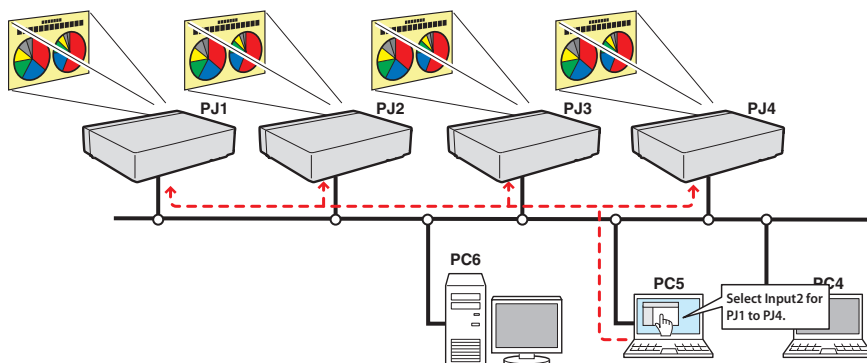 PJ1
PJ2
PJ3
PJ4
PC6
PC5
PC4
Select Input2 for
PJ1 to PJ4.